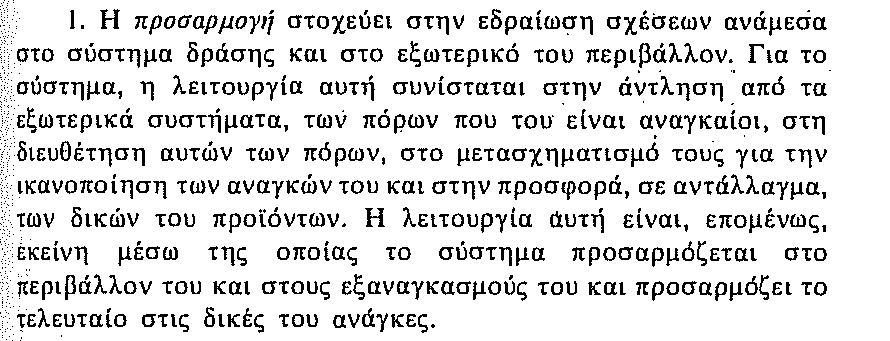 1. Η προσαρμογή στοχεύει στην εδραίωση σχέσεων ανάμεσα
στο σύστημα δράσης και στο εξωτερικό του περιβάλλον. Για το
σύστημα, η λειτουργία αυτή συνίσταται στην άντληση από τα
εξωτερικά συστήματα, των πόρων που του είναι αναγκαίοι, στη
διευθέτηση αυτών των πόρων, στο μετασχηματισμό τους για την
ικανοποίηση των αναγκών του και στην προσφορά, σε αντάλλαγμα,
των δικών του προϊόντων. Η λειτουργία αυτή είναι, επομένως,
εκείνη μέσω της οποίας το σύστημα προσαρμόζεται στο
περιβάλλον του και στους εξαναγκασμούς του και προσαρμόζει το
τελευταίο στις δικές του ανάγκες.